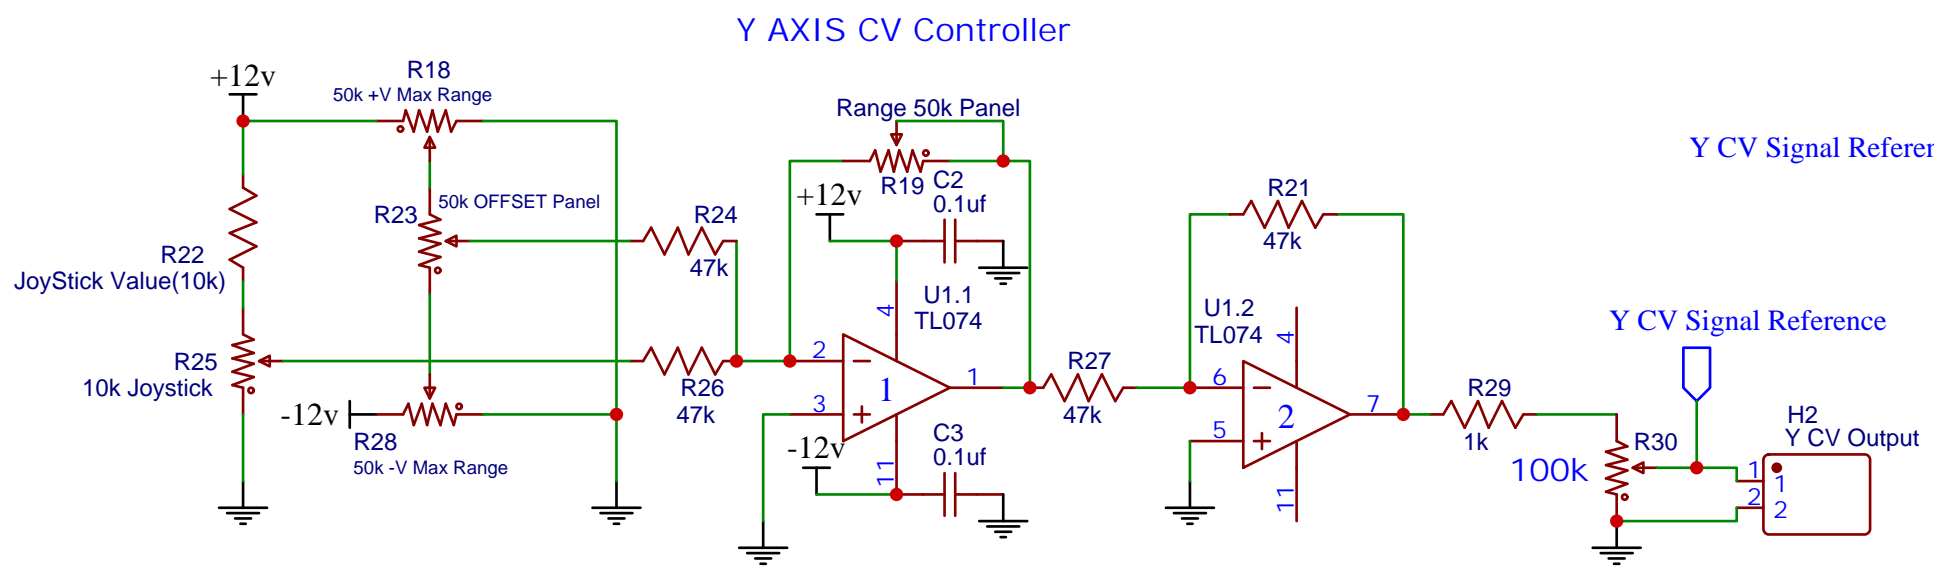 Y AXIS CV Controller
+12v
R18
50k +V Max Range
Range 50k Panel
Y CV Signal Referen
R19
C2
0.1uf
+12v
R21
47k
R23
50k OFFSET Panel
R24
47k
R22
JoyStick Value(10k)
4
U1.1
TL074
U1.2
TL074
4
Y CV Signal Reference
R25
10k Joystick
R26
47k
2
1
1
3
R27
47k
6
2
7
5
R29
1k
-12v
R28
50k -V Max Range
-12v
11
C3
0.1uf
11
R30
100k
H2
Y CV Output
1
1
2
2